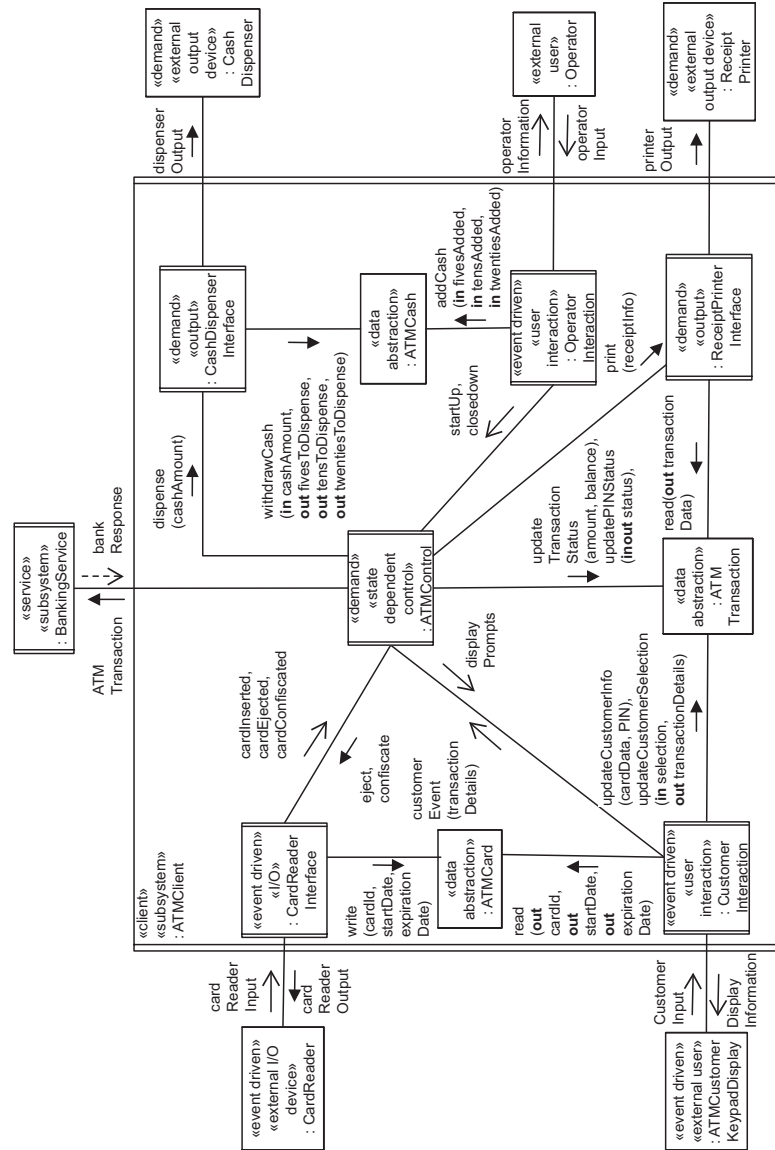 «demand»
«external
output
device»
: Cash
Dispenser
dispenser
Output
«external
user»
: Operator
operator
Information
operator
Input
«demand»
«external
output device»
: Receipt
Printer
printer
Output
«demand»
«output»
: CashDispenser
Interface
withdrawCash
(in cashAmount,
out fivesToDispense,
out tensToDispense,
out twentiesToDispense)
«data
abstraction»
: ATMCash
addCash
(in fivesAdded,
in tensAdded,
in twentiesAdded)
«event driven»
«user
interaction»
: Operator
Interaction
startUp,
closedown
print
(receiptInfo)
«demand»
«output»
: ReceiptPrinter
Interface
dispense
(cashAmount)
read(out transaction
Data)
«service»
«subsystem»
: BankingService
bank
Response
ATM
Transaction
«demand»
«state
dependent
control»
: ATMControl
update
Transaction
Status
(amount, balance),
updatePINStatus
(inout status),
«data
abstraction»
: ATM
Transaction
display
Prompts
cardInserted,
cardEjected,
cardConfiscated
eject,
confiscate
customer
Event
(transaction
Details)
updateCustomerInfo
(cardData, PIN),
updateCustomerSelection
(in selection,
out transactionDetails)
«client»
«subsystem»
: ATMClient
«event driven»
«I/O»
: CardReader
Interface
write
(cardId,
startDate,
expiration
Date)
«data
abstraction»
: ATMCard
read
(out
cardId,
out
startDate,
out
expiration
Date)
«event driven»
«user
interaction»
: Customer
Interaction
card
Reader
Input
card
Reader
Output
Customer
Input
Display
Information
«event driven»
«external I/O
device»
: CardReader
«event driven»
«external user»
: ATMCustomer
KeypadDisplay